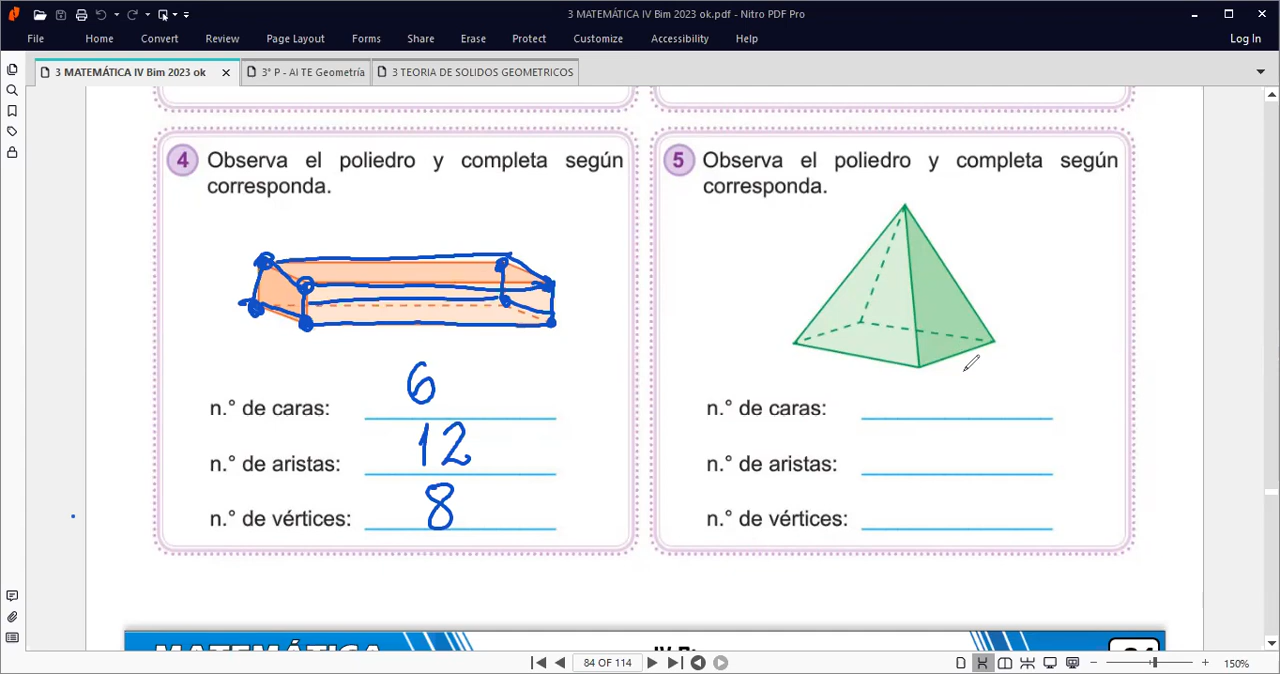 3 MATEMÁTICA IV Bim 2023 ok.pdf - Nitro PDF Pro
File Home Convert Review Page Layout Forms Share Erase Protect Customize Accessibility Help Log In
3 MATEMÁTICA IV Bim 2023 ok 3° P - AI TE Geometría 3 TEORIA DE SOLIDOS GEOMETRICOS
4 Observa el poliedro y completa según
corresponda.
6
n.° de caras:
12
n.° de aristas:
8
n.° de vértices:
5 Observa el poliedro y completa según
corresponda.
n.° de caras:
n.° de aristas:
n.° de vértices:
MATEMÁTICA
84 OF 114
150%